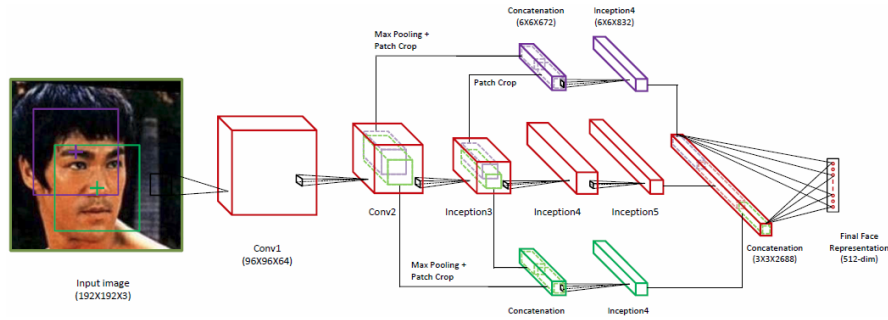 Concatenation
(6X6X672)
Inception4
(6X6X832)
Max Pooling +
Patch Crop
Patch Crop
Conv2
Inception3
Inception4
Inception5
Conv1
(96X96X64)
Concatenation
(3X3X2688)
Final Face
Representation
(512-dim)
Max Pooling +
Patch Crop
Input image
(192X192X3)
Concatenation
Inception4